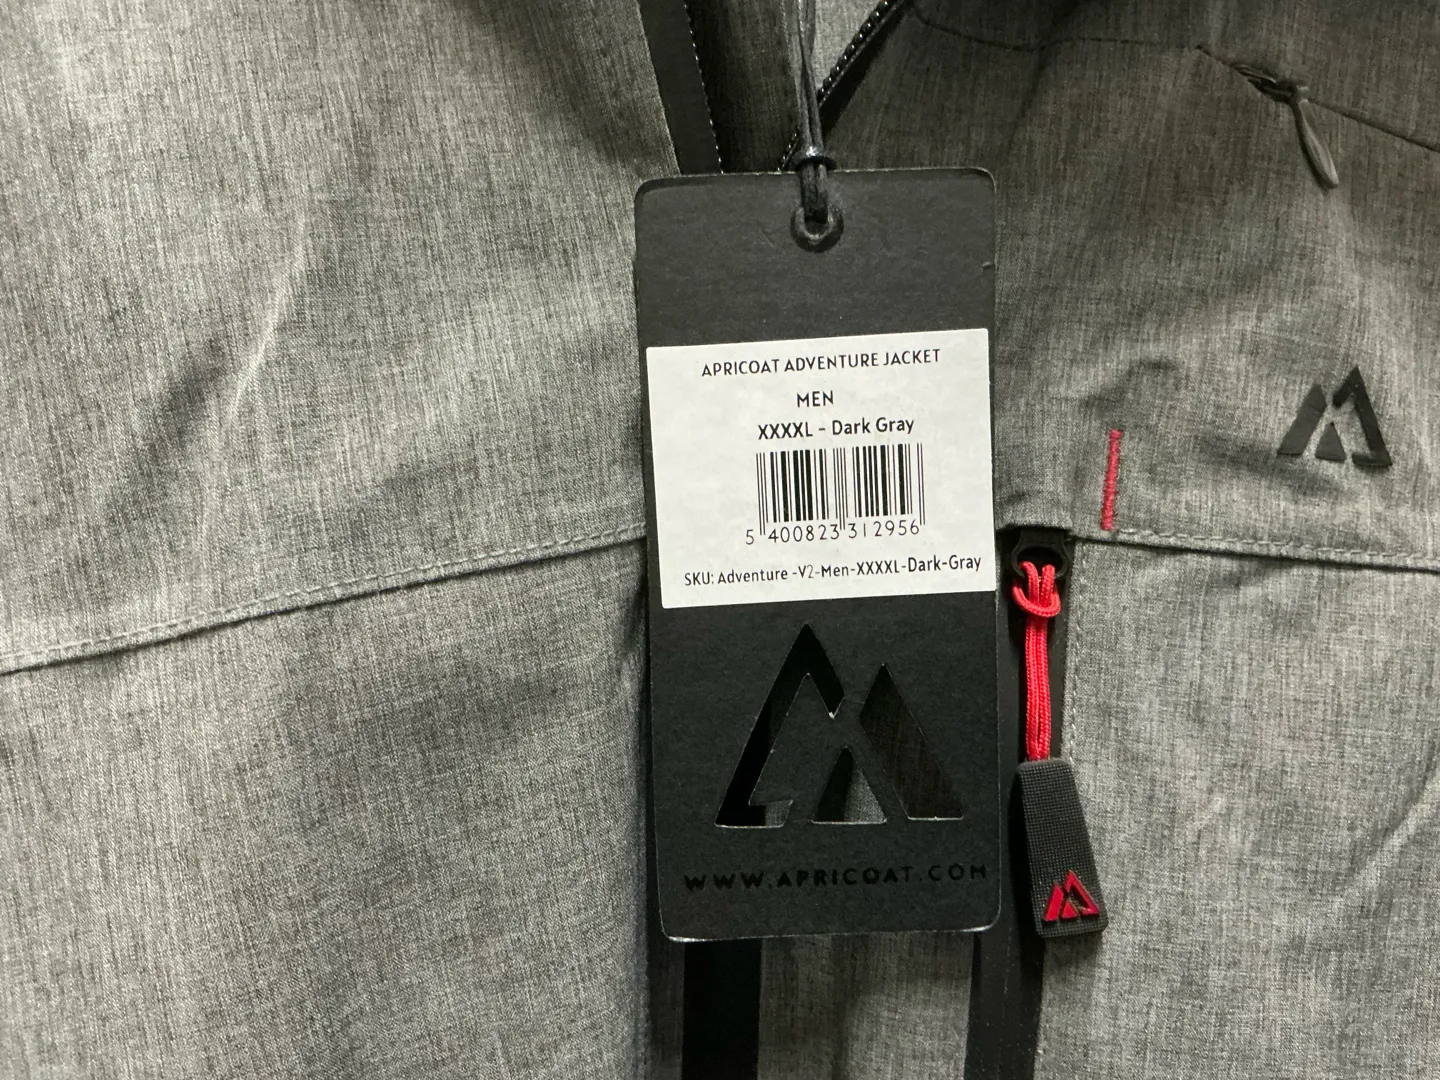 APRICOAT ADVENTURE JACKET
MEN
XXXXL - Dark Gray
5 400823 312956
SKU: Adventure -V2-Men-XXXXL-Dark-Gray
WWW.APRICOAT.COM